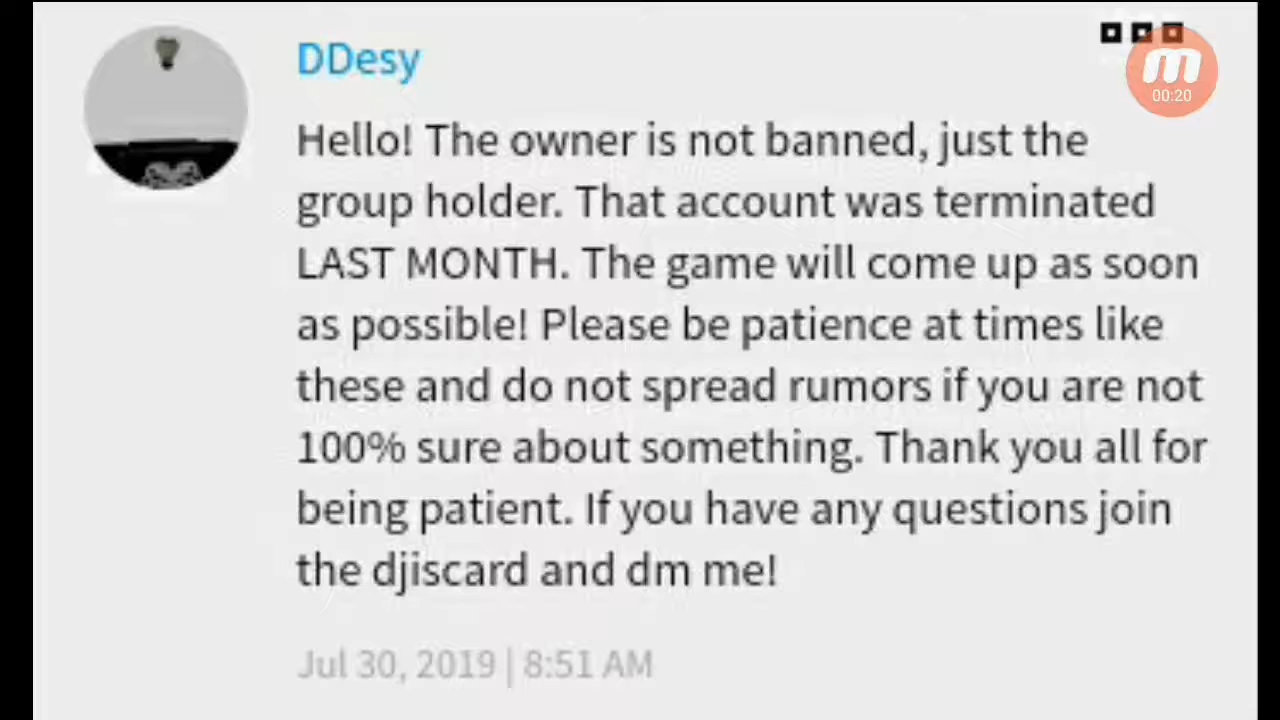 DDesy
00:20
Hello! The owner is not banned, just the
group holder. That account was terminated
LAST MONTH. The game will come up as soon
as possible! Please be patience at times like
these and do not spread rumors if you are not
100% sure about something. Thank you all for
being patient. If you have any questions join
the djiscard and dm me!
Jul 30, 2019 | 8:51 AM